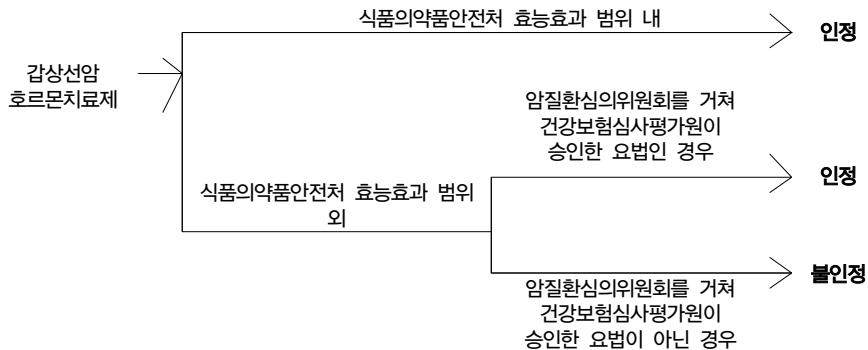 식품의약품안전처 효능효과 범위 내
인정
갑상선암
호르몬치료제
암질환심의위원회를 거쳐
건강보험심사평가원이
승인한 요법인 경우
인정
식품의약품안전처 효능효과 범위
외
불인정
암질환심의위원회를 거쳐
건강보험심사평가원이
승인한 요법이 아닌 경우